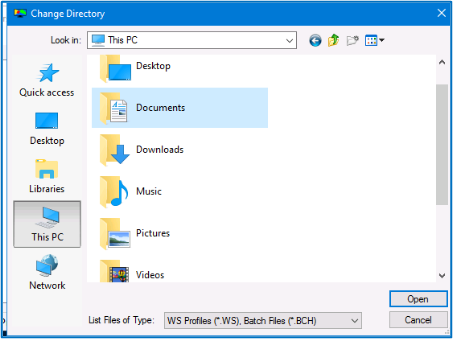 Change Directory
Look in: This PC
Quick access
Desktop
Libraries
This PC
Network
Desktop
Documents
Downloads
Music
Pictures
Videos
Open
List Files of Type: WS Profiles (*.WS), Batch Files (*.BCH)
Cancel